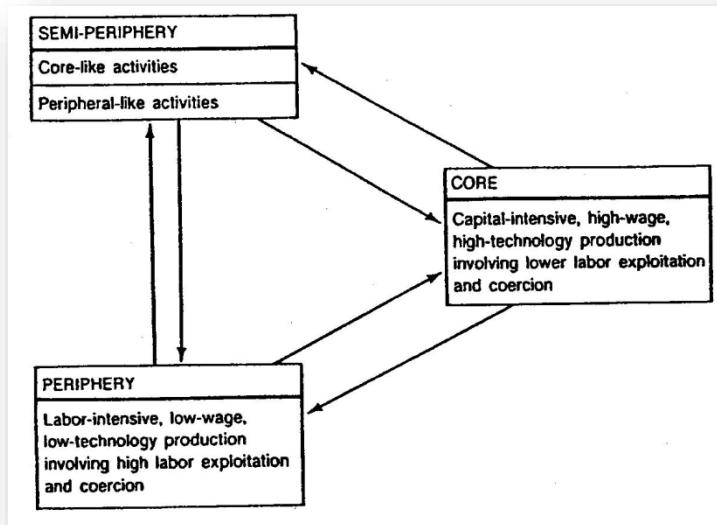 SEMI-PERIPHERY
Core-like activities
Peripheral-like activities
CORE
Capital-intensive, high-wage,
high-technology production
involving lower labor exploitation
and coercion
PERIPHERY
Labor-intensive, low-wage,
low-technology production
involving high labor exploitation
and coercion